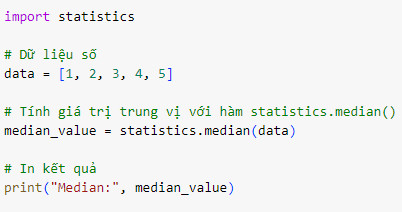 import statistics
# Dữ liệu số
data = [1, 2, 3, 4, 5]
# Tính giá trị trung vị với hàm statistics.median()
median_value = statistics.median(data)
# In kết quả
print("Median:", median_value)